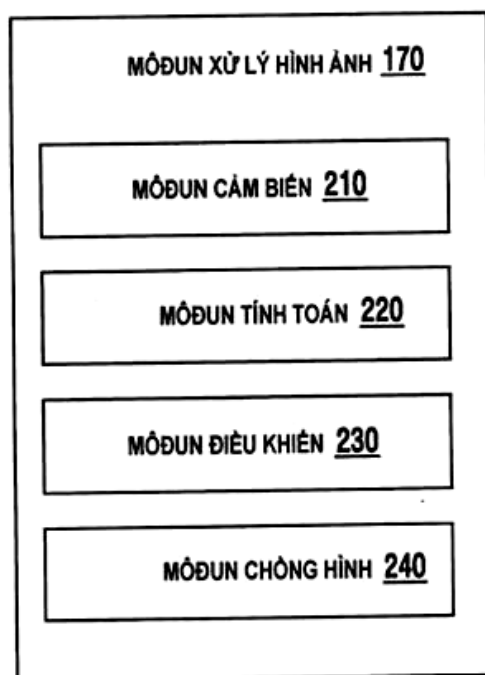 MÔĐUN XỬ LÝ HÌNH ẢNH 170
MÔĐUN CẢM BIẾN 210
MÔĐUN TÍNH TOÁN 220
MÔĐUN ĐIỀU KHIỂN 230
MÔĐUN CHỒNG HÌNH 240